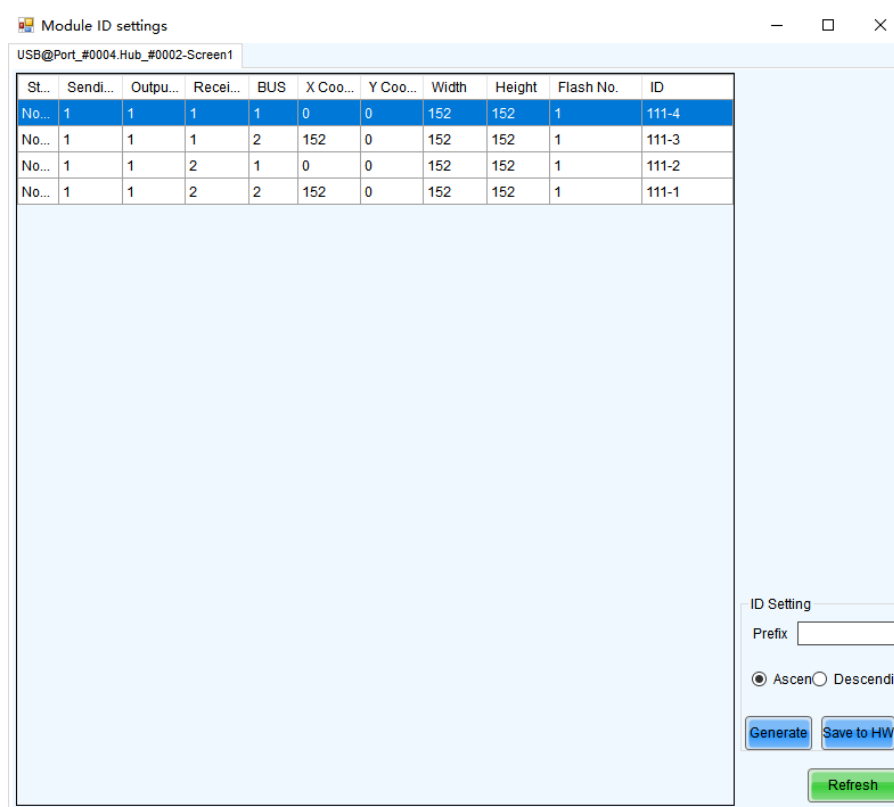 Module ID settings
USB@Port_#0004.Hub_#0002-Screen1
St... Sendi... Outpu... Recei... BUS X Coo... Y Coo... Width Height Flash No. ID
No... 1 1 1 1 0 0 152 152 1 111-4
No... 1 1 1 2 152 0 152 152 1 111-3
No... 1 1 2 1 0 0 152 152 1 111-2
No... 1 1 2 2 152 0 152 152 1 111-1
ID Setting
Prefix
Ascen Descendi
Generate Save to HW
Refresh